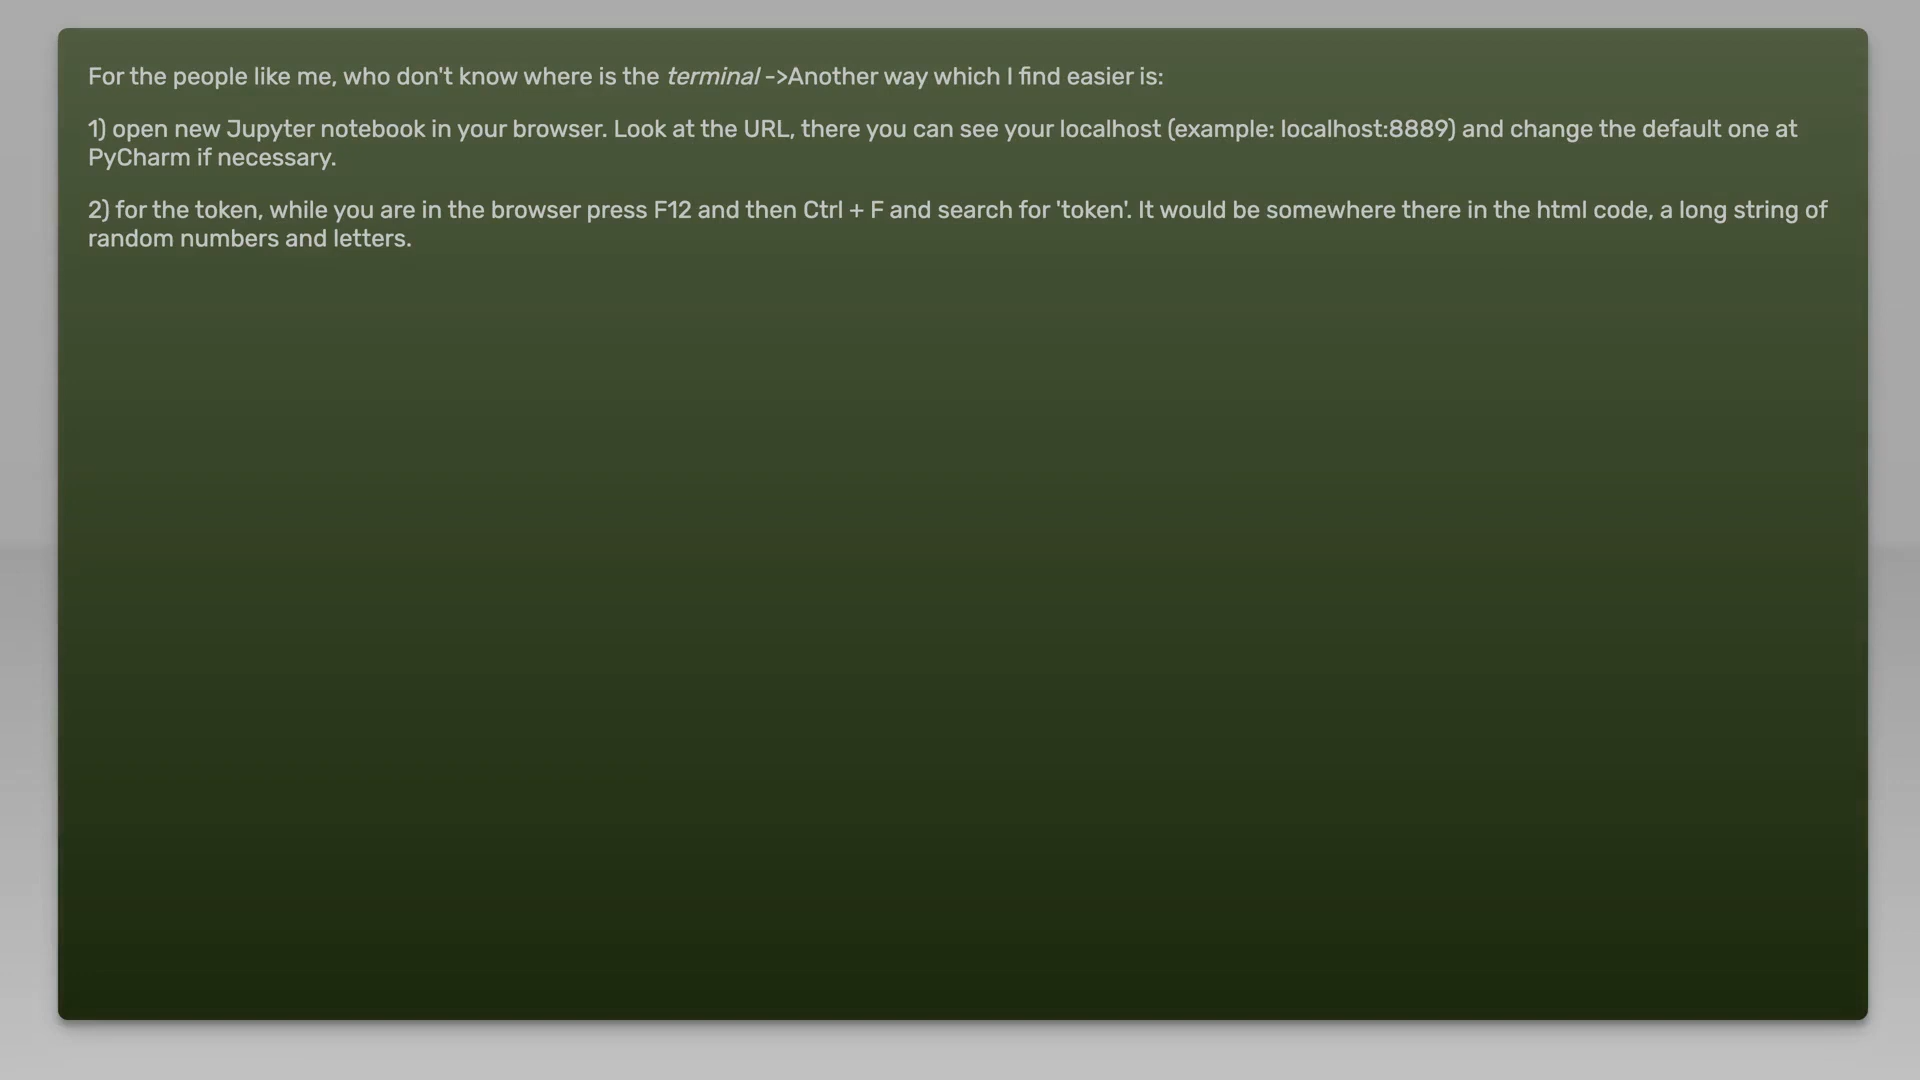 For the people like me, who don't know where is the terminal ->Another way which I find easier is:
1) open new Jupyter notebook in your browser. Look at the URL, there you can see your localhost (example: localhost:8889) and change the default one at
PyCharm if necessary.
2) for the token, while you are in the browser press F12 and then Ctrl + F and search for 'token'. It would be somewhere there in the html code, a long string of
random numbers and letters.